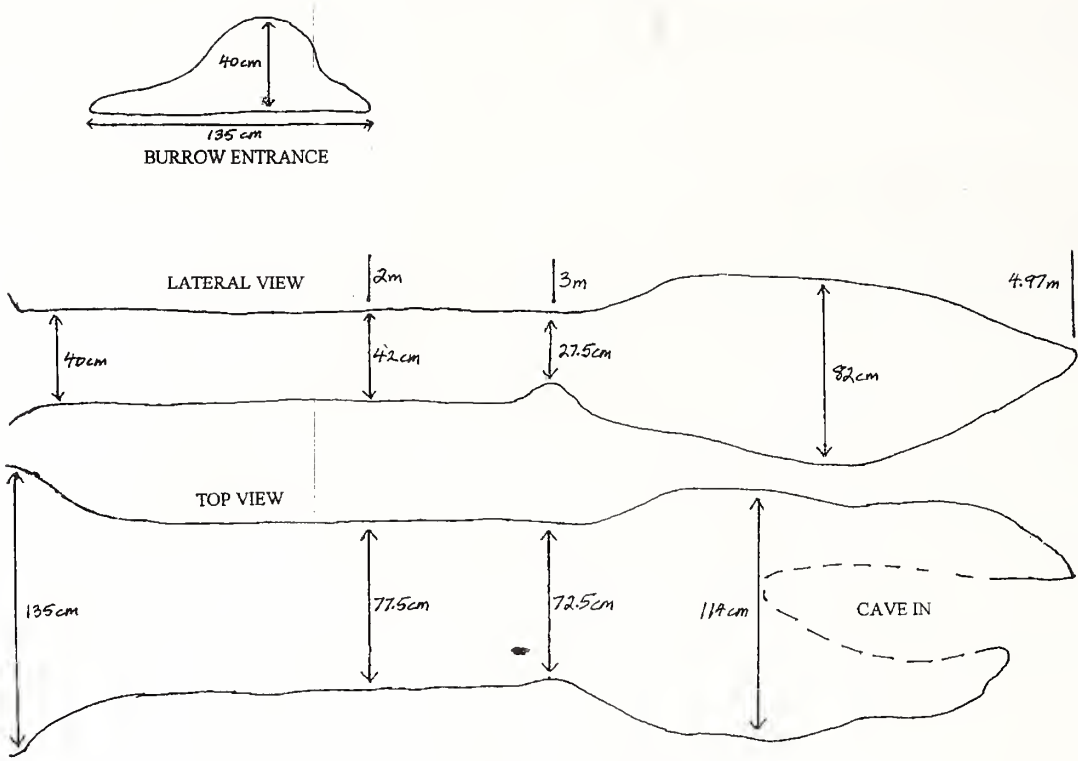 40cm
135 cm
BURROW ENTRANCE
LATERAL VIEW
2m
3m
4.97m
40cm
42cm
27.5cm
82cm
TOP VIEW
135cm
77.5cm
72.5cm
114cm
CAVE IN